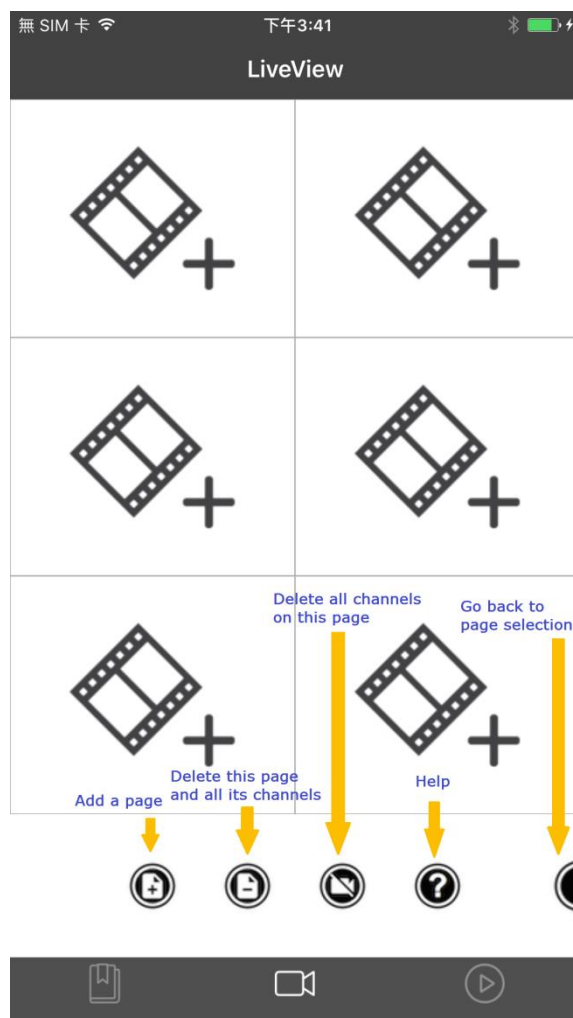 無 SIM 卡
下午3:41
LiveView
Delete all channels
on this page
Go back to
page selection
Delete this page
and all its channels
Help
Add a page